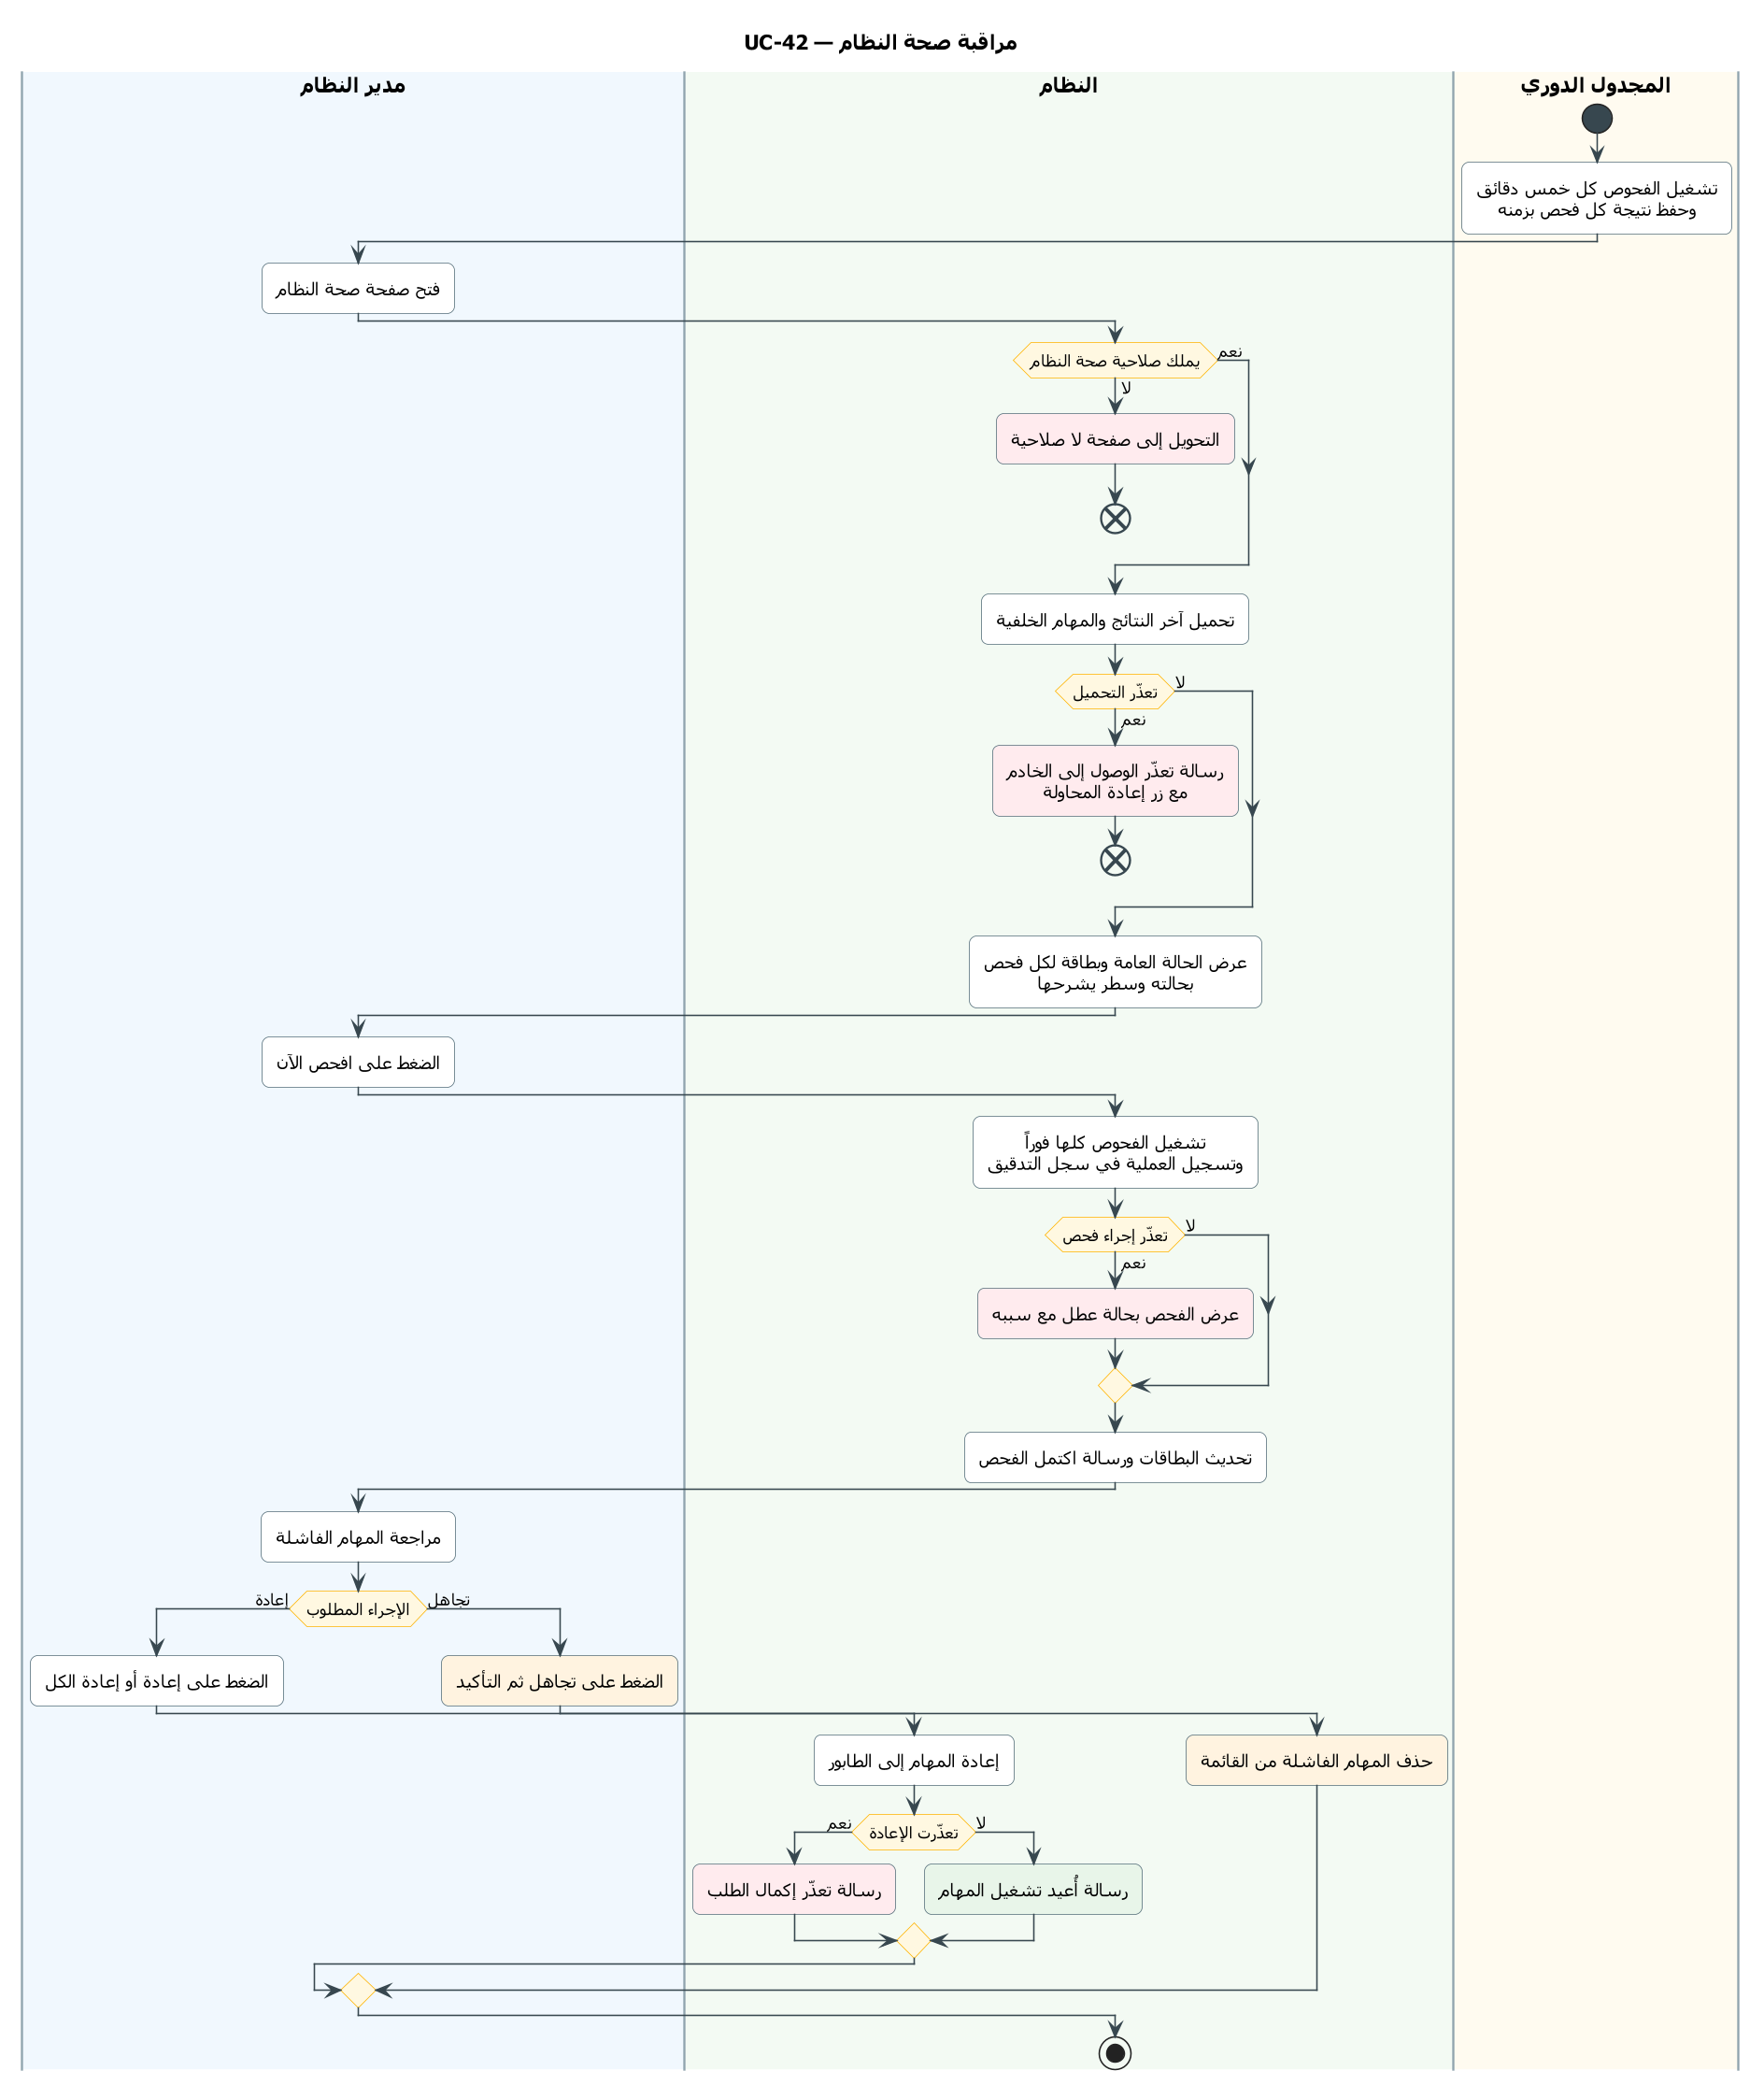 UC-42 — مراقبة صحة النظام
المجدول الدوري
النظام
مدير النظام
تشغيل الفحوص كل خمس دقائق
وحفظ نتيجة كل فحص بزمنه
فتح صفحة صحة النظام
يملك صلاحية صحة النظام
نعم
لا
التحويل إلى صفحة لا صلاحية
تحميل آخر النتائج والمهام الخلفية
تعذّر التحميل
لا
نعم
رسالة تعذّر الوصول إلى الخادم
مع زر إعادة المحاولة
عرض الحالة العامة وبطاقة لكل فحص
بحالته وسطر يشرحها
الضغط على افحص الآن
تشغيل الفحوص كلها فوراً
وتسجيل العملية في سجل التدقيق
تعذّر إجراء فحص
لا
نعم
عرض الفحص بحالة عطل مع سببه
تحديث البطاقات ورسالة اكتمل الفحص
مراجعة المهام الفاشلة
الإجراء المطلوب
تجاهل
إعادة
الضغط على تجاهل ثم التأكيد
الضغط على إعادة أو إعادة الكل
حذف المهام الفاشلة من القائمة
إعادة المهام إلى الطابور
تعذّرت الإعادة
لا
نعم
رسالة أُعيد تشغيل المهام
رسالة تعذّر إكمال الطلب